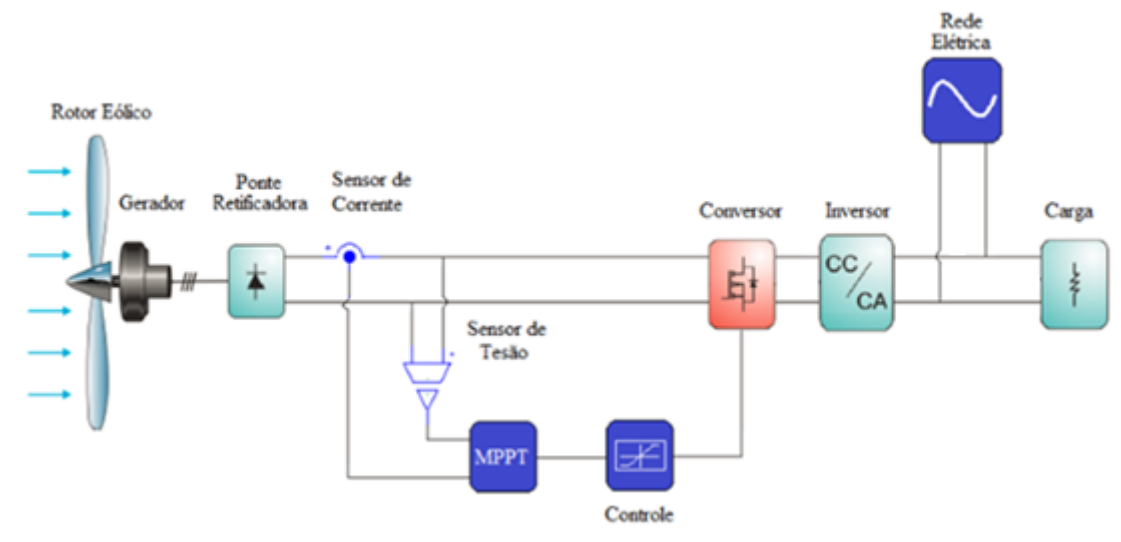 Rede
Elétrica
Rotor Eólico
Gerador
Ponte
Retificadora
Sensor de
Corrente
Conversor
Inversor
Carga
CC
CA
Sensor de
Tesão
MPPT
Controle